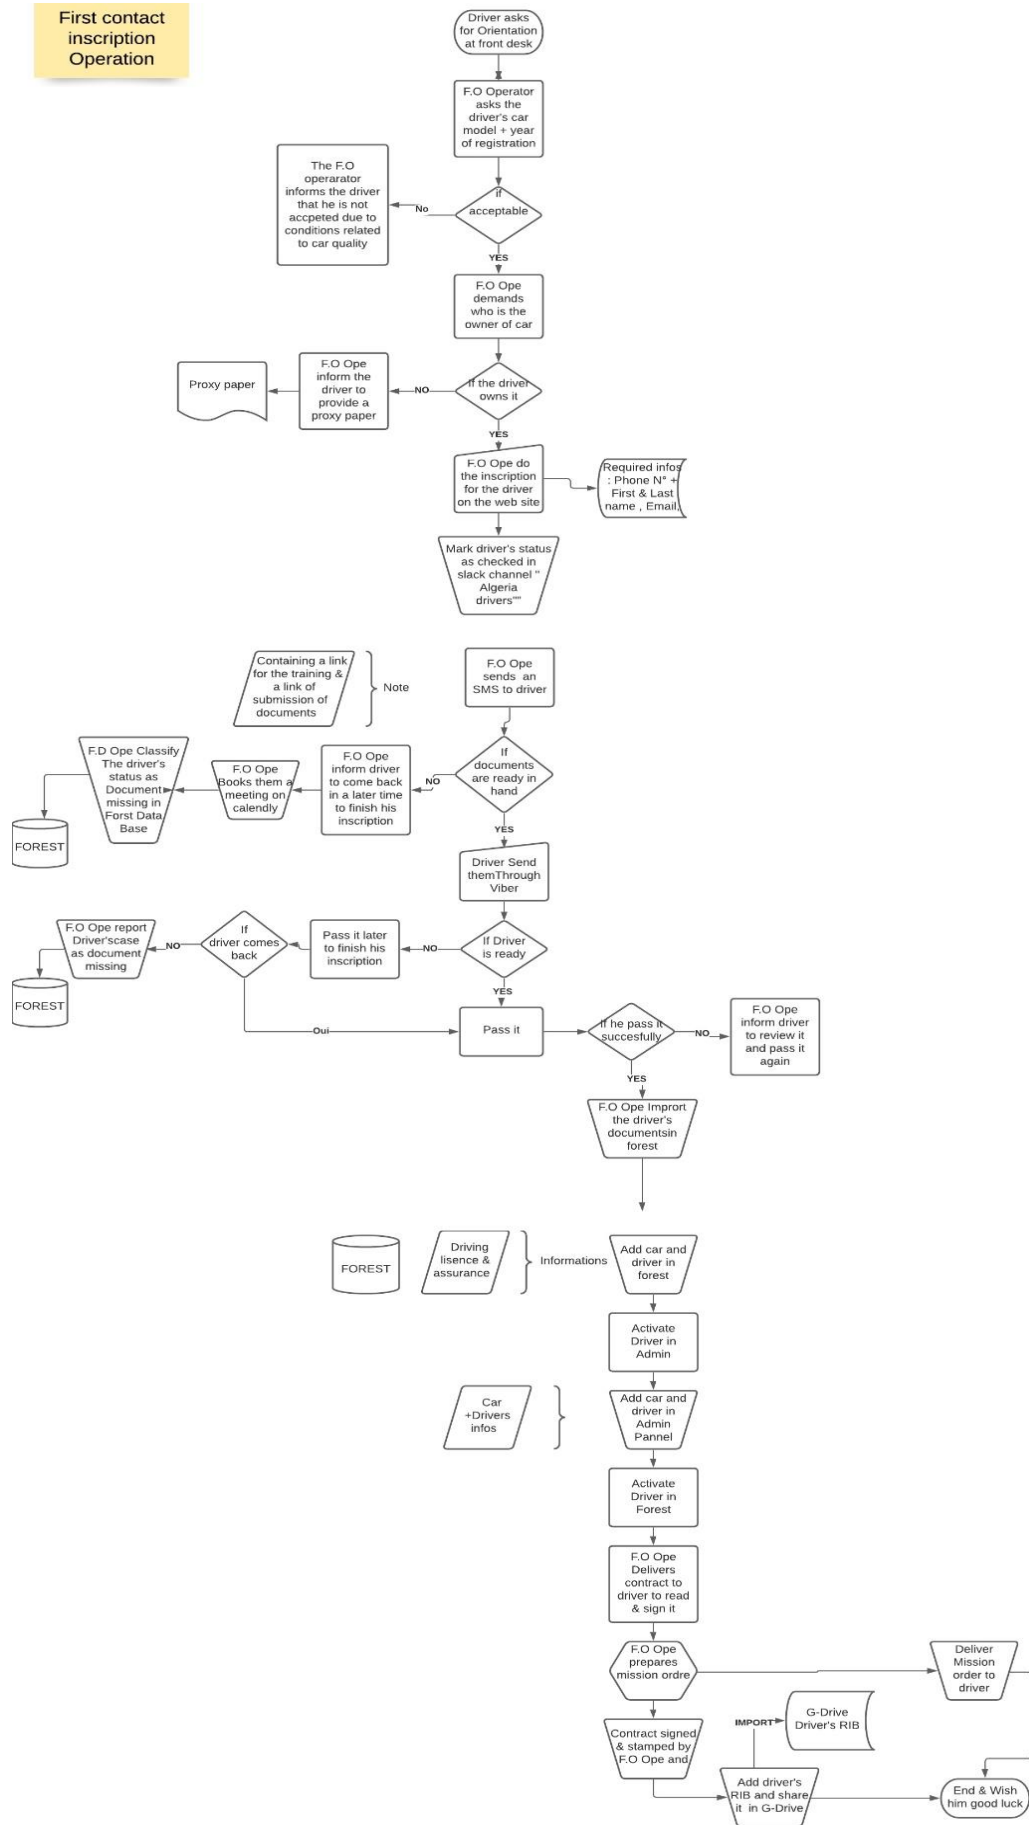 First contact
inscription
Operation
Driver asks
for Orientation
at front desk
F.O Operator
asks the
driver's car
model + year
of registration
The F.O
operarator
informs the driver
that he is not
accpeted due to
conditions related
to car quality
No
if
acceptable
YES
F.O Ope
demands
who is the
owner of car
Proxy paper
F.O Ope
inform the
driver to
provide a
proxy paper
NO
If the driver
owns it
YES
F.O Ope do
the inscription
for the driver
on the web site
Required infos
: Phone N° +
First & Last
name , Email,
Mark driver's status
as checked in
slack channel "
Algeria
drivers""
Containing a link
for the training &
a link of
submission of
documents
Note
F.O Ope
sends an
SMS to driver
If
documents
are ready in
hand
NO
F.O Ope
inform driver
to come back
in a later time
to finish his
inscription
F.O Ope
Books them a
meeting on
calendly
F.D Ope Classify
The driver's
status as
Document
missing in
Forst Data
Base
FOREST
YES
Driver Send
themThrough
Viber
If Driver
is ready
NO
Pass it later
to finish his
inscription
If
driver comes
back
NO
F.O Ope report
Driver'scase
as document
missing
FOREST
YES
Oui
Pass it
If he pass it
succesfully
NO
F.O Ope
inform driver
to review it
and pass it
again
YES
F.O Ope Imprort
the driver's
documentsin
forest
FOREST
Driving
lisence &
assurance
Informations
Add car and
driver in
forest
Activate
Driver in
Admin
Car
+Drivers
infos
Add car and
driver in
Admin
Pannel
Activate
Driver in
Forest
F.O Ope
Delivers
contract to
driver to read
& sign it
F.O Ope
prepares
mission ordre
Deliver
Mission
order to
driver
Contract signed
& stamped by
F.O Ope and
IMPORT
G-Drive
Driver's RIB
Add driver's
RIB and share
it in G-Drive
End & Wish
him good luck